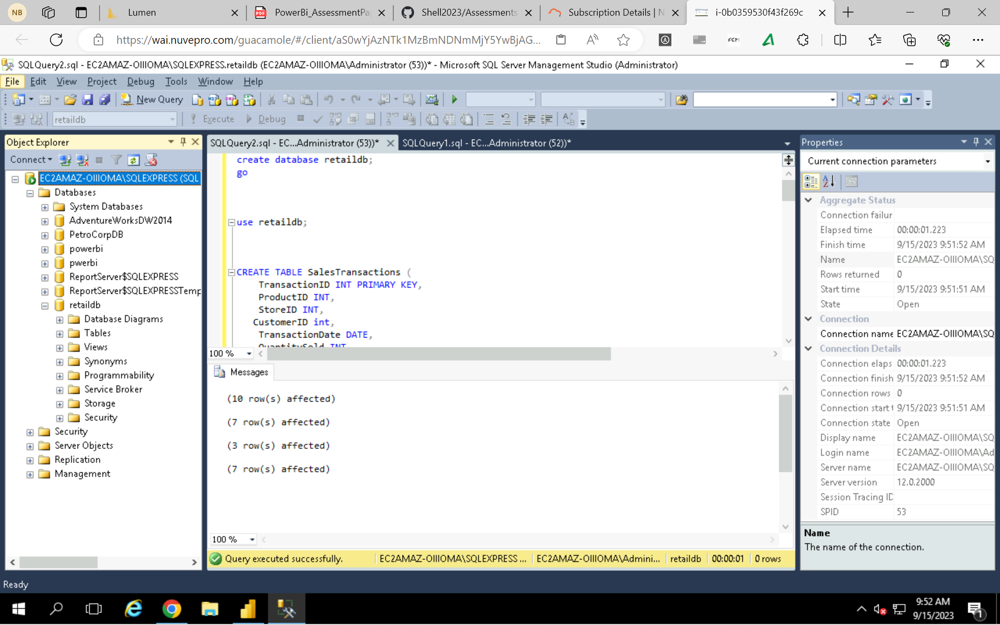 NB
Lumen
PowerBi_AssessmentPa
Shell2023/Assessments
Subscription Details | N
i-0b0359530f43f269c
https://wai.nuvepro.com/guacamole/#/client/aS0wYjAzNTk1MzBmNDNmMjY5YwBjAG...
FCM
SQLQuery2.sql - EC2AMAZ-OIIIOMA\SQLEXPRESS.retaildb (EC2AMAZ-OIIIOMA\Administrator (53))* - Microsoft SQL Server Management Studio (Administrator)
File Edit View Project Debug Tools Window Help
New Query
retaildb
Execute
Debug
Object Explorer
Connect
EC2AMAZ-OIIIOMA\SQLEXPRESS (SQL
Databases
System Databases
AdventureWorksDW2014
PetroCorpDB
powerbi
pwerbi
ReportServer$SQLEXPRESS
ReportServer$SQLEXPRESSTemp
retaildb
Database Diagrams
Tables
Views
Synonyms
Programmability
Service Broker
Storage
Security
Security
Server Objects
Replication
Management
SQLQuery2.sql - EC...Administrator (53))*
SQLQuery1.sql - EC...Administrator (52))*
create database retaildb;
go
use retaildb;
CREATE TABLE SalesTransactions (
TransactionID INT PRIMARY KEY,
ProductID INT,
StoreID INT,
CustomerID int,
TransactionDate DATE,
QuantitySold INT
100 %
Messages
(10 row(s) affected)
(7 row(s) affected)
(3 row(s) affected)
(7 row(s) affected)
100 %
Query executed successfully.
EC2AMAZ-OIIIOMA\SQLEXPRESS ...
EC2AMAZ-OIIIOMA\Admini...
retaildb
00:00:01
0 rows
Properties
Current connection parameters
Aggregate Status
Connection failur
Elapsed time 00:00:01.223
Finish time 9/15/2023 9:51:52 AM
Name EC2AMAZ-OIIIOMA\SQ
Rows returned 0
Start time 9/15/2023 9:51:51 AM
State Open
Connection
Connection name EC2AMAZ-OIIIOMA\SQ
Connection Details
Connection elaps 00:00:01.223
Connection finish 9/15/2023 9:51:52 AM
Connection rows 0
Connection start t 9/15/2023 9:51:51 AM
Connection state Open
Display name EC2AMAZ-OIIIOMA\SQ
Login name EC2AMAZ-OIIIOMA\Ad
Server name EC2AMAZ-OIIIOMA\SQ
Server version 12.0.2000
Session Tracing ID
SPID 53
Name
The name of the connection.
Ready
9:52 AM
9/15/2023
1